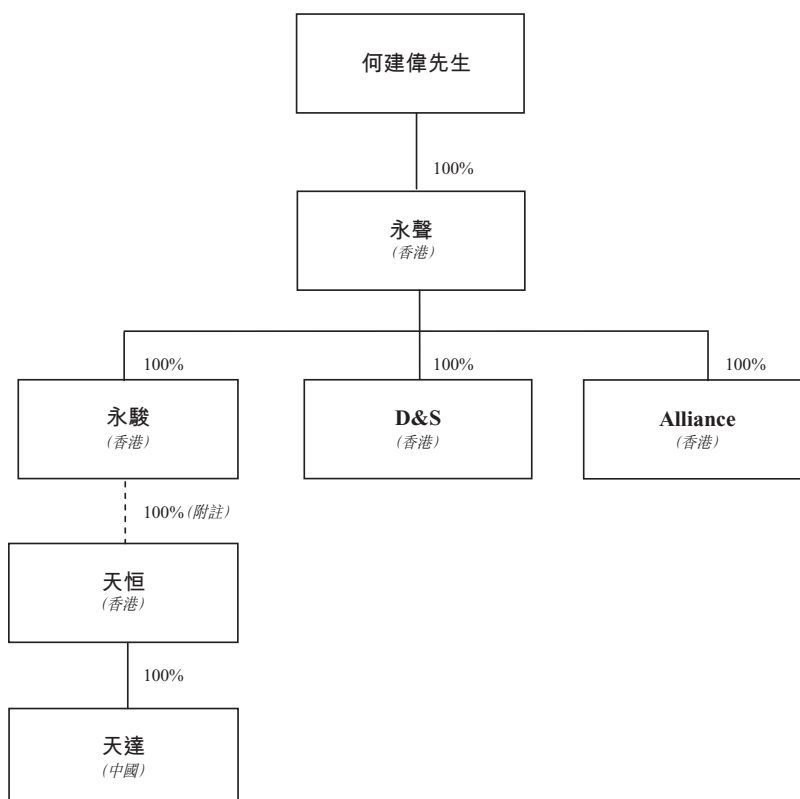 何建偉先生
100%
永聲
(香港)
100%
100%
100%
永駿
(香港)
D&S
(香港)
Alliance
(香港)
100%(附註)
天恒
(香港)
100%
天達
(中國)